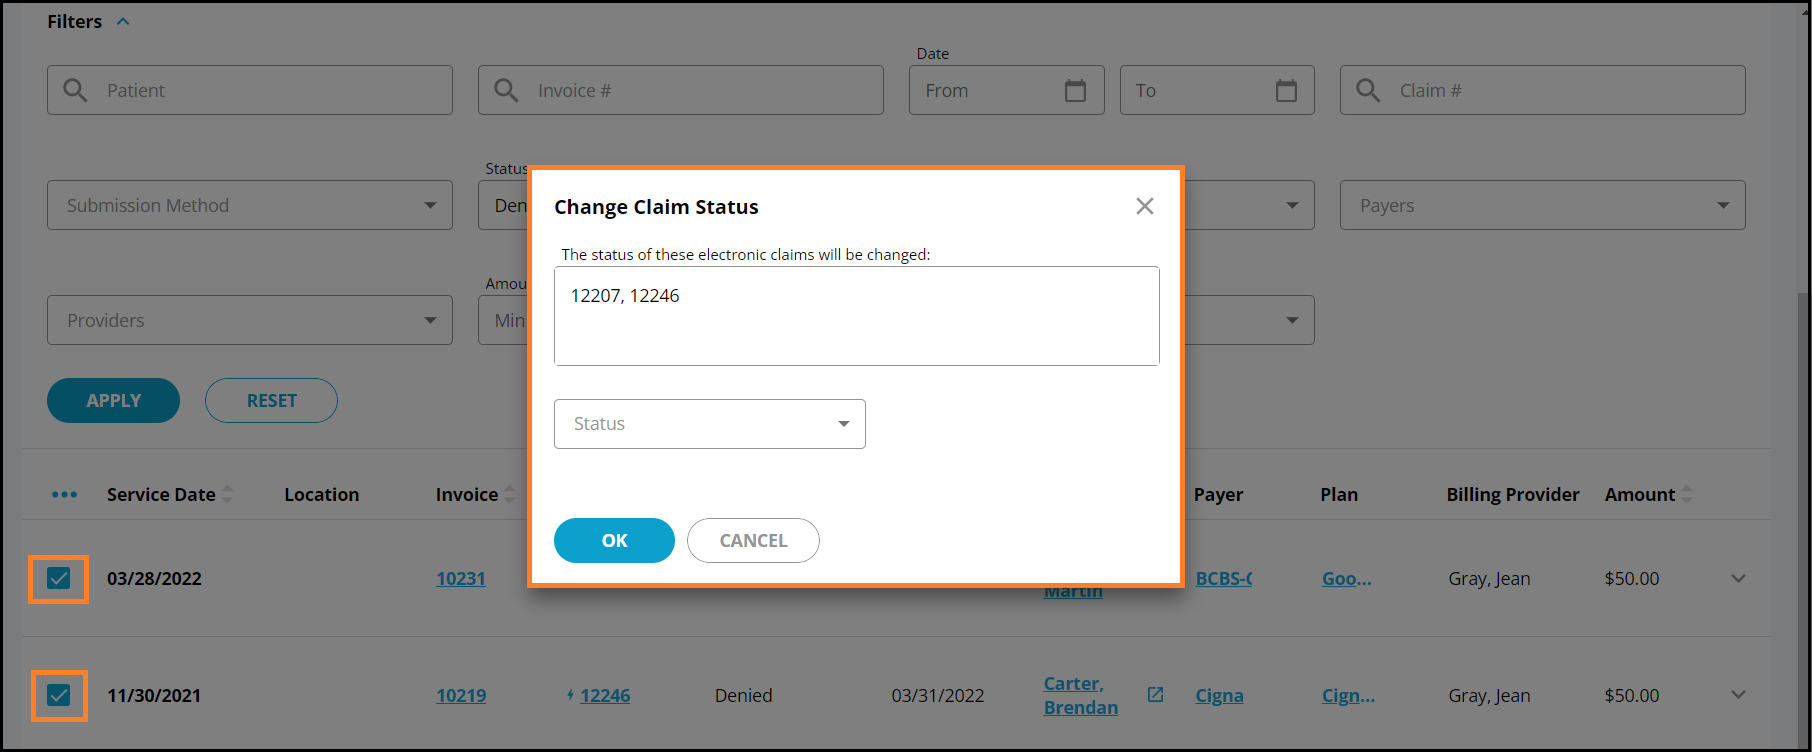 Filters
Date
Patient
Invoice #
From
To
Claim #
Status
Submission Method
Den
Payers
Change Claim Status
The status of these electronic claims will be changed:
12207, 12246
Amou
Providers
Min
Status
APPLY
RESET
OK
CANCEL
Service Date
Location
Invoice
Payer
Plan
Billing Provider
Amount
03/28/2022
10231
Martin
BCBS-
Goo...
Gray, Jean
$50.00
11/30/2021
10219
12246
Denied
03/31/2022
Carter,
Brendan
Cigna
Cign...
Gray, Jean
$50.00